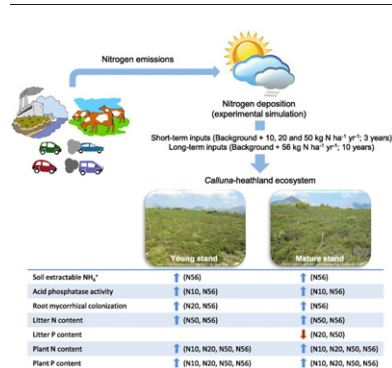 Nitrogen emissions
Nitrogen deposition
(experimental simulation)
Short-term inputs (Background + 10, 20 and 50 kg N ha⁻¹ yr⁻¹; 3 years)
Long-term inputs (Background + 56 kg N ha⁻¹ yr⁻¹; 10 years)
Calluna-heathland ecosystem
Young stand Mature stand
Soil extractable NH₄⁺ ↑ (N56) ↑ (N56)
Acid phosphatase activity ↑ (N10, N56) ↑ (N10, N56)
Root mycorrhizal colonization ↑ (N20, N56) ↑ (N56)
Litter N content ↑ (N50, N56) ↑ (N50, N56)
Litter P content ↓ (N20, N50)
Plant N content ↑ (N10, N20, N50, N56) ↑ (N10, N20, N50, N56)
Plant P content ↑ (N10, N20, N50, N56) ↑ (N10, N20, N50, N56)